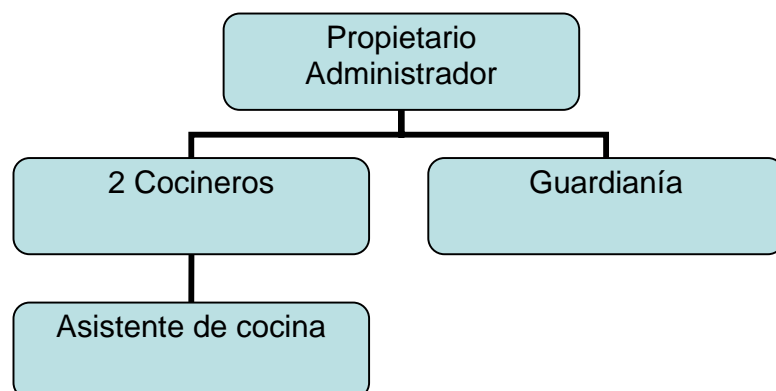 Propietario
Administrador
2 Cocineros
Guardianía
Asistente de cocina